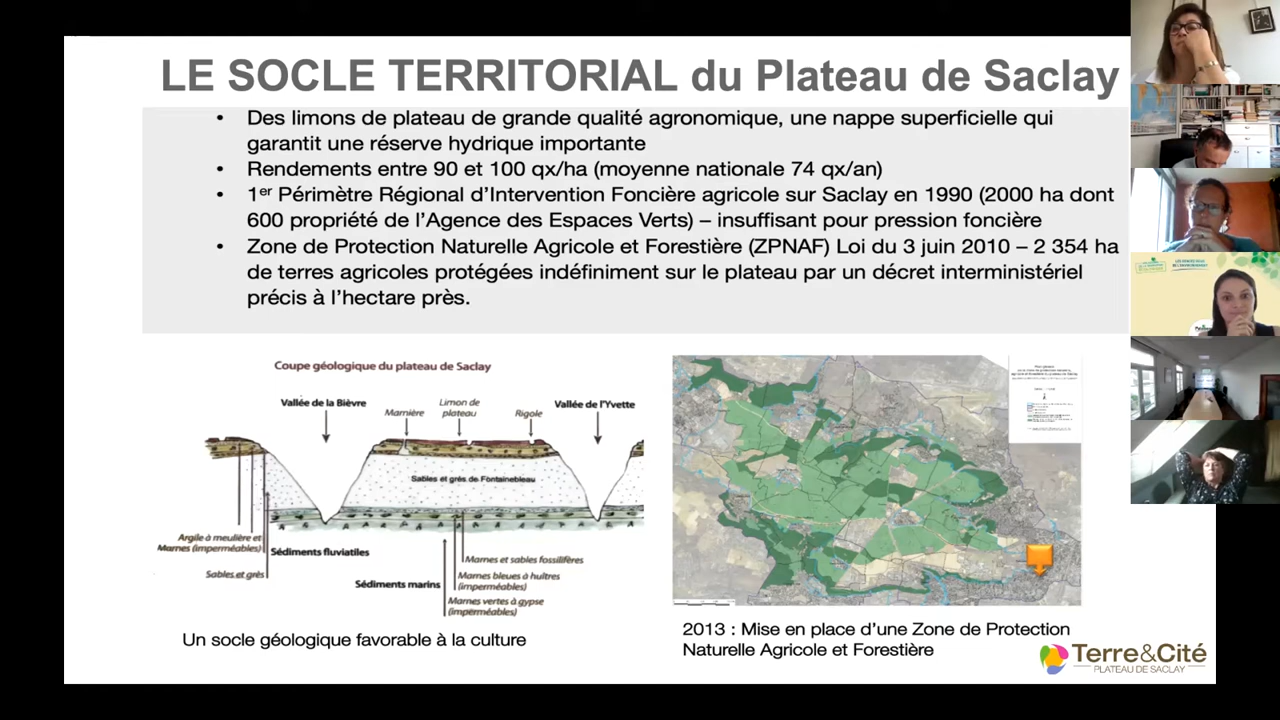 LE SOCLE TERRITORIAL du Plateau de Saclay
• Des limons de plateau de grande qualité agronomique, une nappe superficielle qui
garantit une réserve hydrique importante
• Rendements entre 90 et 100 qx/ha (moyenne nationale 74 qx/an)
• 1er Périmètre Régional d'Intervention Foncière agricole sur Saclay en 1990 (2000 ha dont
600 propriété de l'Agence des Espaces Verts) – insuffisant pour pression foncière
• Zone de Protection Naturelle Agricole et Forestière (ZPNAF) Loi du 3 juin 2010 – 2 354 ha
de terres agricoles protégées indéfiniment sur le plateau par un décret interministériel
précis à l'hectare près.
Coupe géologique du plateau de Saclay
Vallée de la Bièvre
Marnière
Limon de
plateau
Rigole
Vallée de l'Yvette
Sables et grés de Fontainebleau
Argile à meulière et
Marnes (imperméables)
Sables et grès
Sédiments fluviatiles
Sédiments marins
Marnes et sables fossilifères
Marnes bleues à huîtres
(imperméables)
Marnes vertes à gypse
(imperméables)
Un socle géologique favorable à la culture
2013 : Mise en place d'une Zone de Protection
Naturelle Agricole et Forestière
Terre&Cité
PLATEAU DE SACLAY